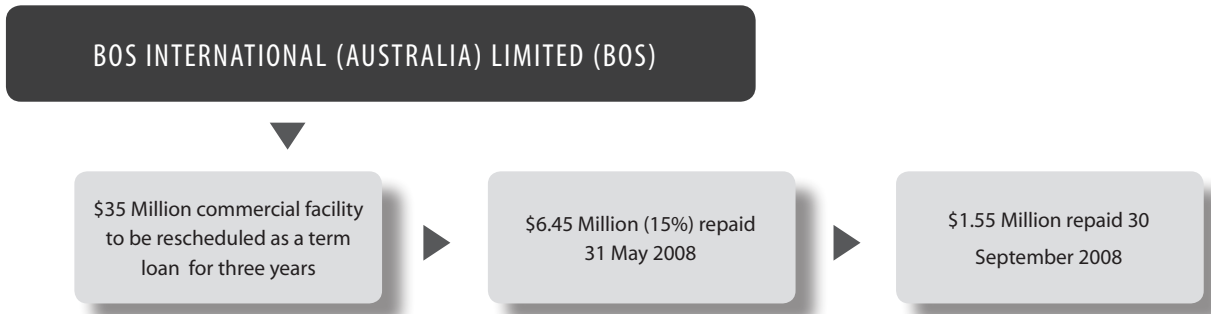 BOS INTERNATIONAL (AUSTRALIA) LIMITED (BOS)
$35 Million commercial facility
to be rescheduled as a term
loan for three years
$6.45 Million (15%) repaid
31 May 2008
$1.55 Million repaid 30
September 2008